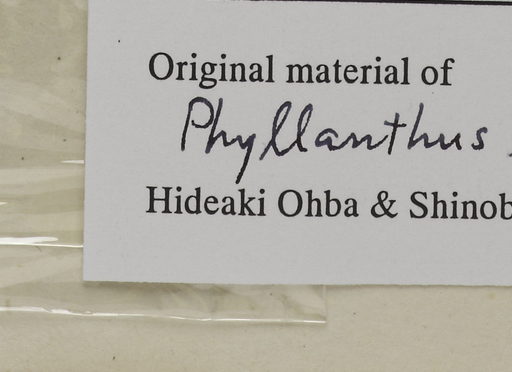 Original material of
Phyllanthus
Hideaki Ohba & Shinob